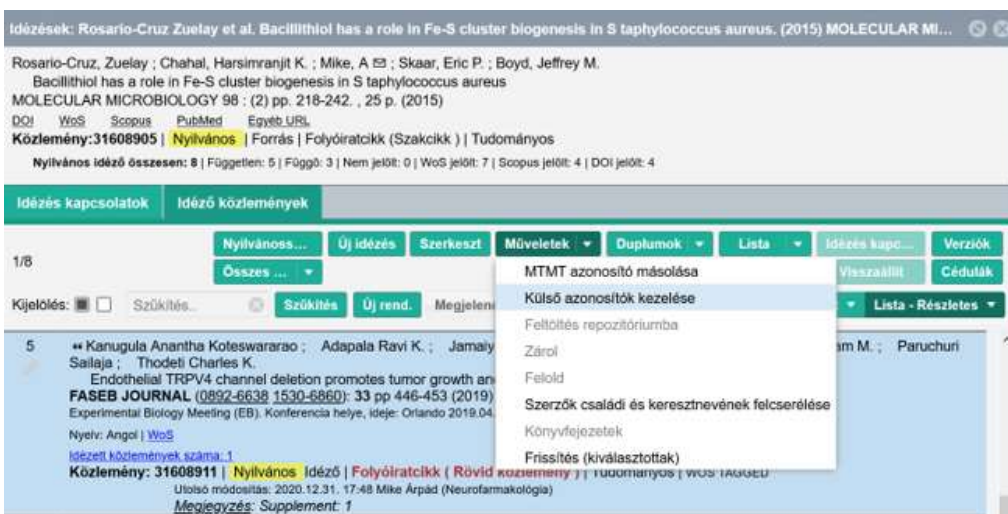 Idézések: Rosario-Cruz Zuelay et al. Bacillithiol has a role in Fe-S cluster biogenesis in S taphylococcus aureus. (2015) MOLECULAR MI...
Rosario-Cruz, Zuelay ; Chahal, Harsimranjit K. ; Mike, A ; Skaar, Eric P. ; Boyd, Jeffrey M.
Bacillithiol has a role in Fe-S cluster biogenesis in S taphylococcus aureus
MOLECULAR MICROBIOLOGY 98 : (2) pp. 218-242. , 25 p. (2015)
DOI WoS Scopus PubMed Egyéb URL
Közlemény:31608905 | Nyilvános | Forrás | Folyóiratcikk (Szakcikk ) | Tudományos
Nyilvános idéző összesen: 8 | Független: 5 | Függő: 3 | Nem jelölt: 0 | WoS jelölt: 7 | Scopus jelölt: 4 | DOI jelölt: 4
Idézés kapcsolatok Idéző közlemények
1/8 Nyilvánoss... Új idézés Szerkeszt Műveletek Duplumok Lista Idézés kapc... Verziók
Összes ... Visszaállít Cédulák
MTMT azonosító másolása
Kijelölés: Szűkítés.. Szűkítés Új rend. Megjelen Külső azonosítók kezelése Lista - Részletes
Feltöltés repozitóriumba
Zárol
Felold
Szerzők családi és keresztnevének felcserélése
Könyvfejezetek
Frissítés (kiválasztottak)
5 Kanugula Anantha Koteswararao ; Adapala Ravi K. ; Jamaiy am M. ; Paruchuri
Sailaja ; Thodeti Charles K.
Endothelial TRPV4 channel deletion promotes tumor growth an
FASEB JOURNAL (0892-6638 1530-6860): 33 pp 446-453 (2019)
Experimental Biology Meeting (EB). Konferencia helye, ideje: Orlando 2019.04.
Nyelv: Angol | WoS
Idézett közlemények száma: 1
Közlemény: 31608911 | Nyilvános Idéző | Folyóiratcikk ( Rövid közlemény ) | Tudományos | WOS TAGGED
Utolsó módosítás: 2020.12.31. 17:48 Mike Árpád (Neurofarmakológia)
Megjegyzés: Supplement: 1